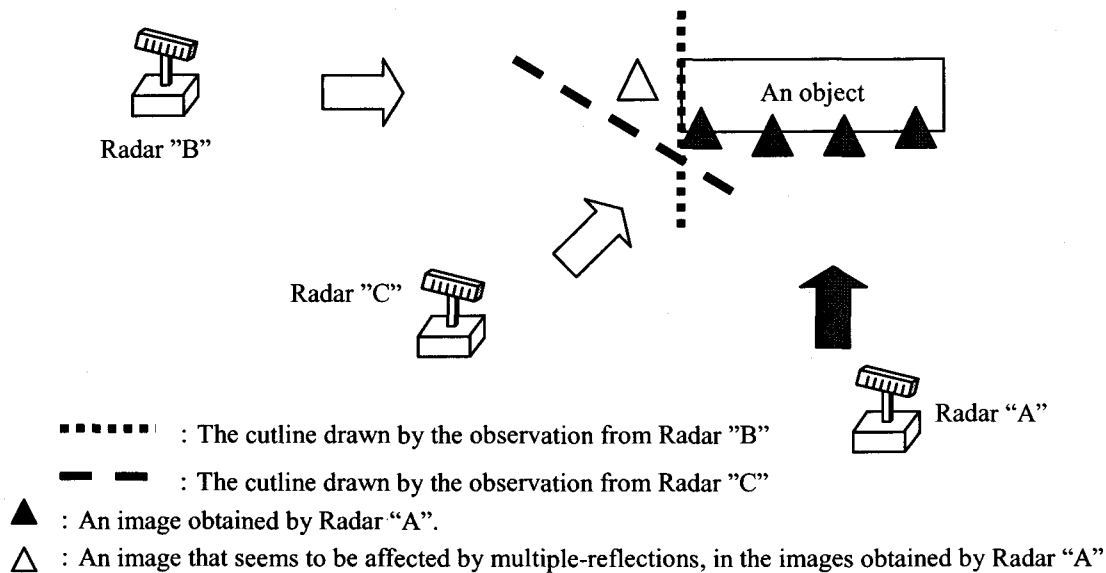 An object
Radar ”B”
Radar ”C”
Radar “A”
: The cutline drawn by the observation from Radar ”B”
: The cutline drawn by the observation from Radar ”C”
: An image obtained by Radar “A”.
: An image that seems to be affected by multiple-reflections, in the images obtained by Radar “A”